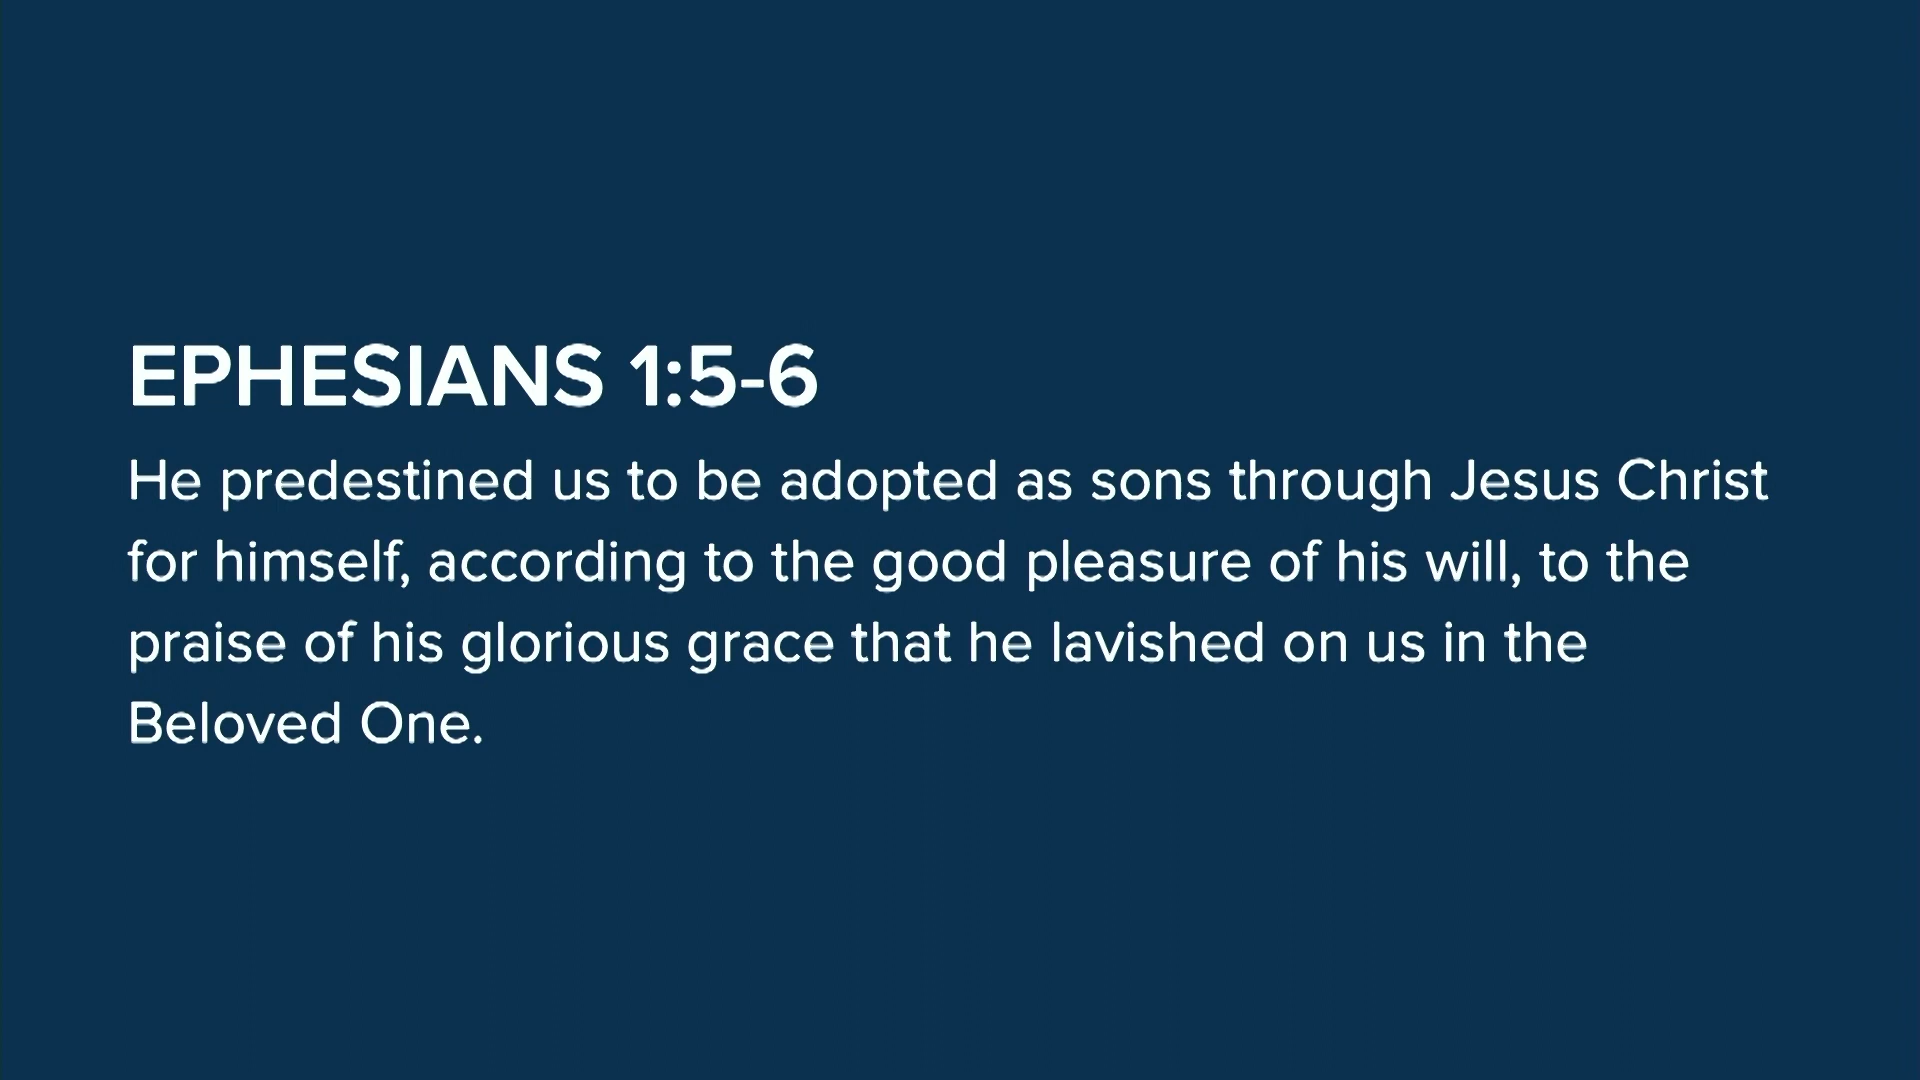 EPHESIANS 1:5-6
He predestined us to be adopted as sons through Jesus Christ
for himself, according to the good pleasure of his will, to the
praise of his glorious grace that he lavished on us in the
Beloved One.